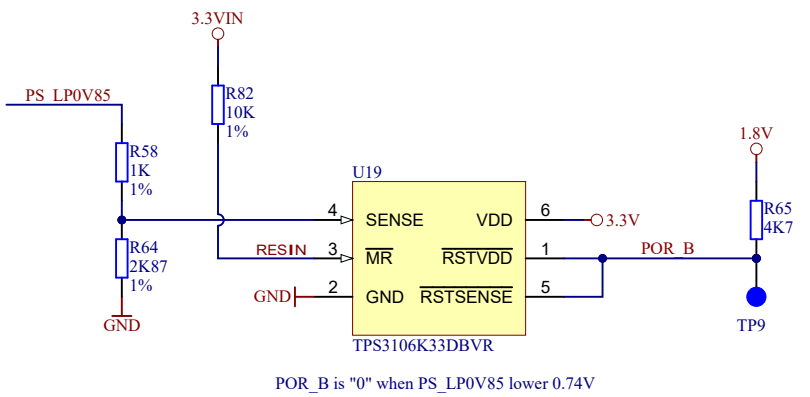 3.3VIN
PS_LP0V85
R82
10K
1%
1.8V
R58
1K
1%
U19
4
SENSE
VDD
6
3.3V
R65
4K7
R64
2K87
1%
RESIN
3
MR
RSTVDD
1
POR_B
GND
2
GND
RSTSENSE
5
GND
TP9
TPS3106K33DBVR
POR_B is "0" when PS_LP0V85 lower 0.74V